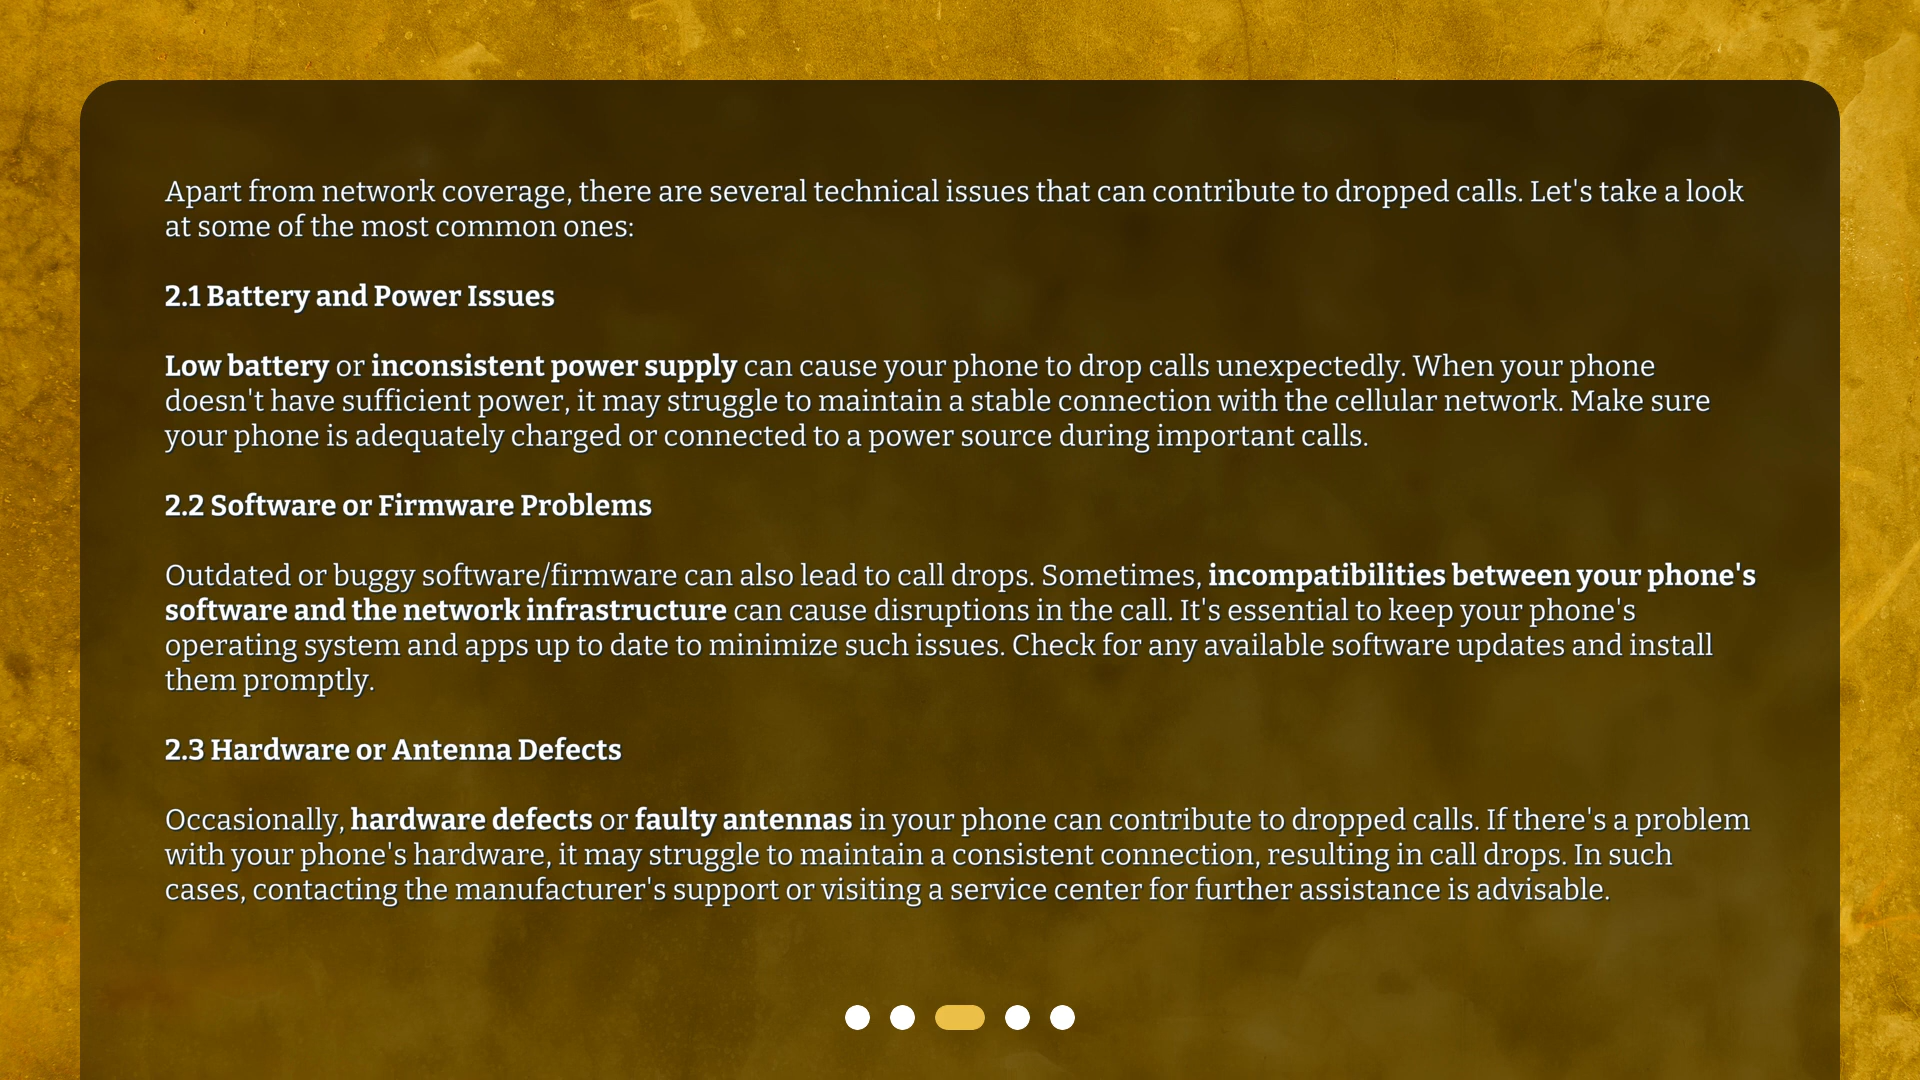 Apart from network coverage, there are several technical issues that can contribute to dropped calls. Let's take a look
at some of the most common ones:
2.1 Battery and Power Issues
Low battery or inconsistent power supply can cause your phone to drop calls unexpectedly. When your phone
doesn't have sufficient power, it may struggle to maintain a stable connection with the cellular network. Make sure
your phone is adequately charged or connected to a power source during important calls.
2.2 Software or Firmware Problems
Outdated or buggy software/firmware can also lead to call drops. Sometimes, incompatibilities between your phone's
software and the network infrastructure can cause disruptions in the call. It's essential to keep your phone's
operating system and apps up to date to minimize such issues. Check for any available software updates and install
them promptly.
2.3 Hardware or Antenna Defects
Occasionally, hardware defects or faulty antennas in your phone can contribute to dropped calls. If there's a problem
with your phone's hardware, it may struggle to maintain a consistent connection, resulting in call drops. In such
cases, contacting the manufacturer's support or visiting a service center for further assistance is advisable.